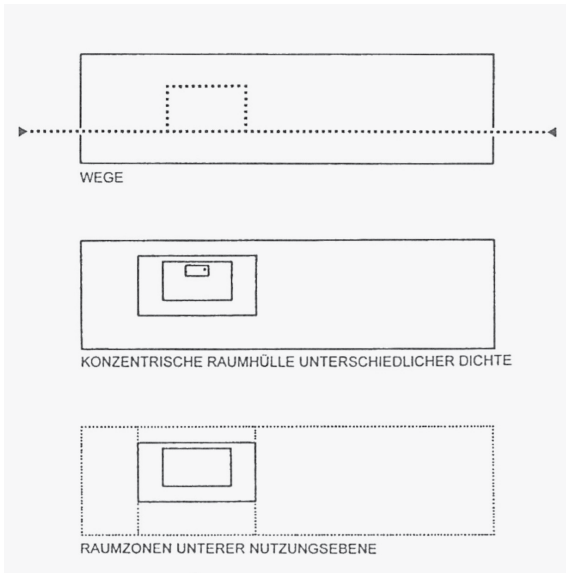 WEGE
KONZENTRISCHE RAUMHÜLLE UNTERSCHIEDLICHER DICHTE
RAUMZONEN UNTERER NUTZUNGSEBENE